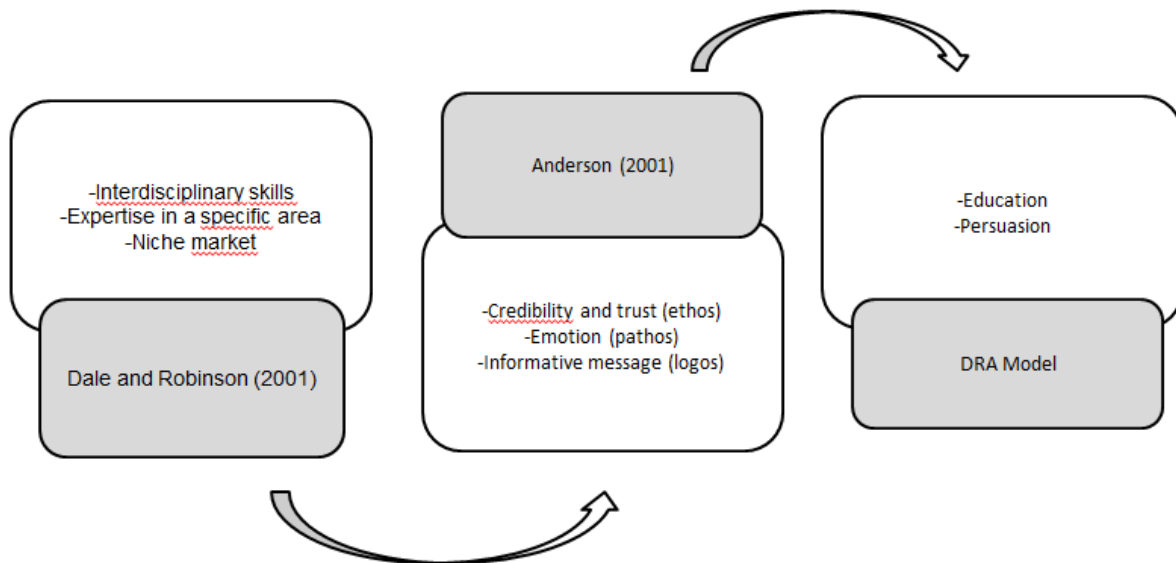 -Interdisciplinary skills
-Expertise in a specific area
-Niche market
Dale and Robinson (2001)
Anderson (2001)
-Credibility and trust (ethos)
-Emotion (pathos)
-Informative message (logos)
-Education
-Persuasion
DRA Model